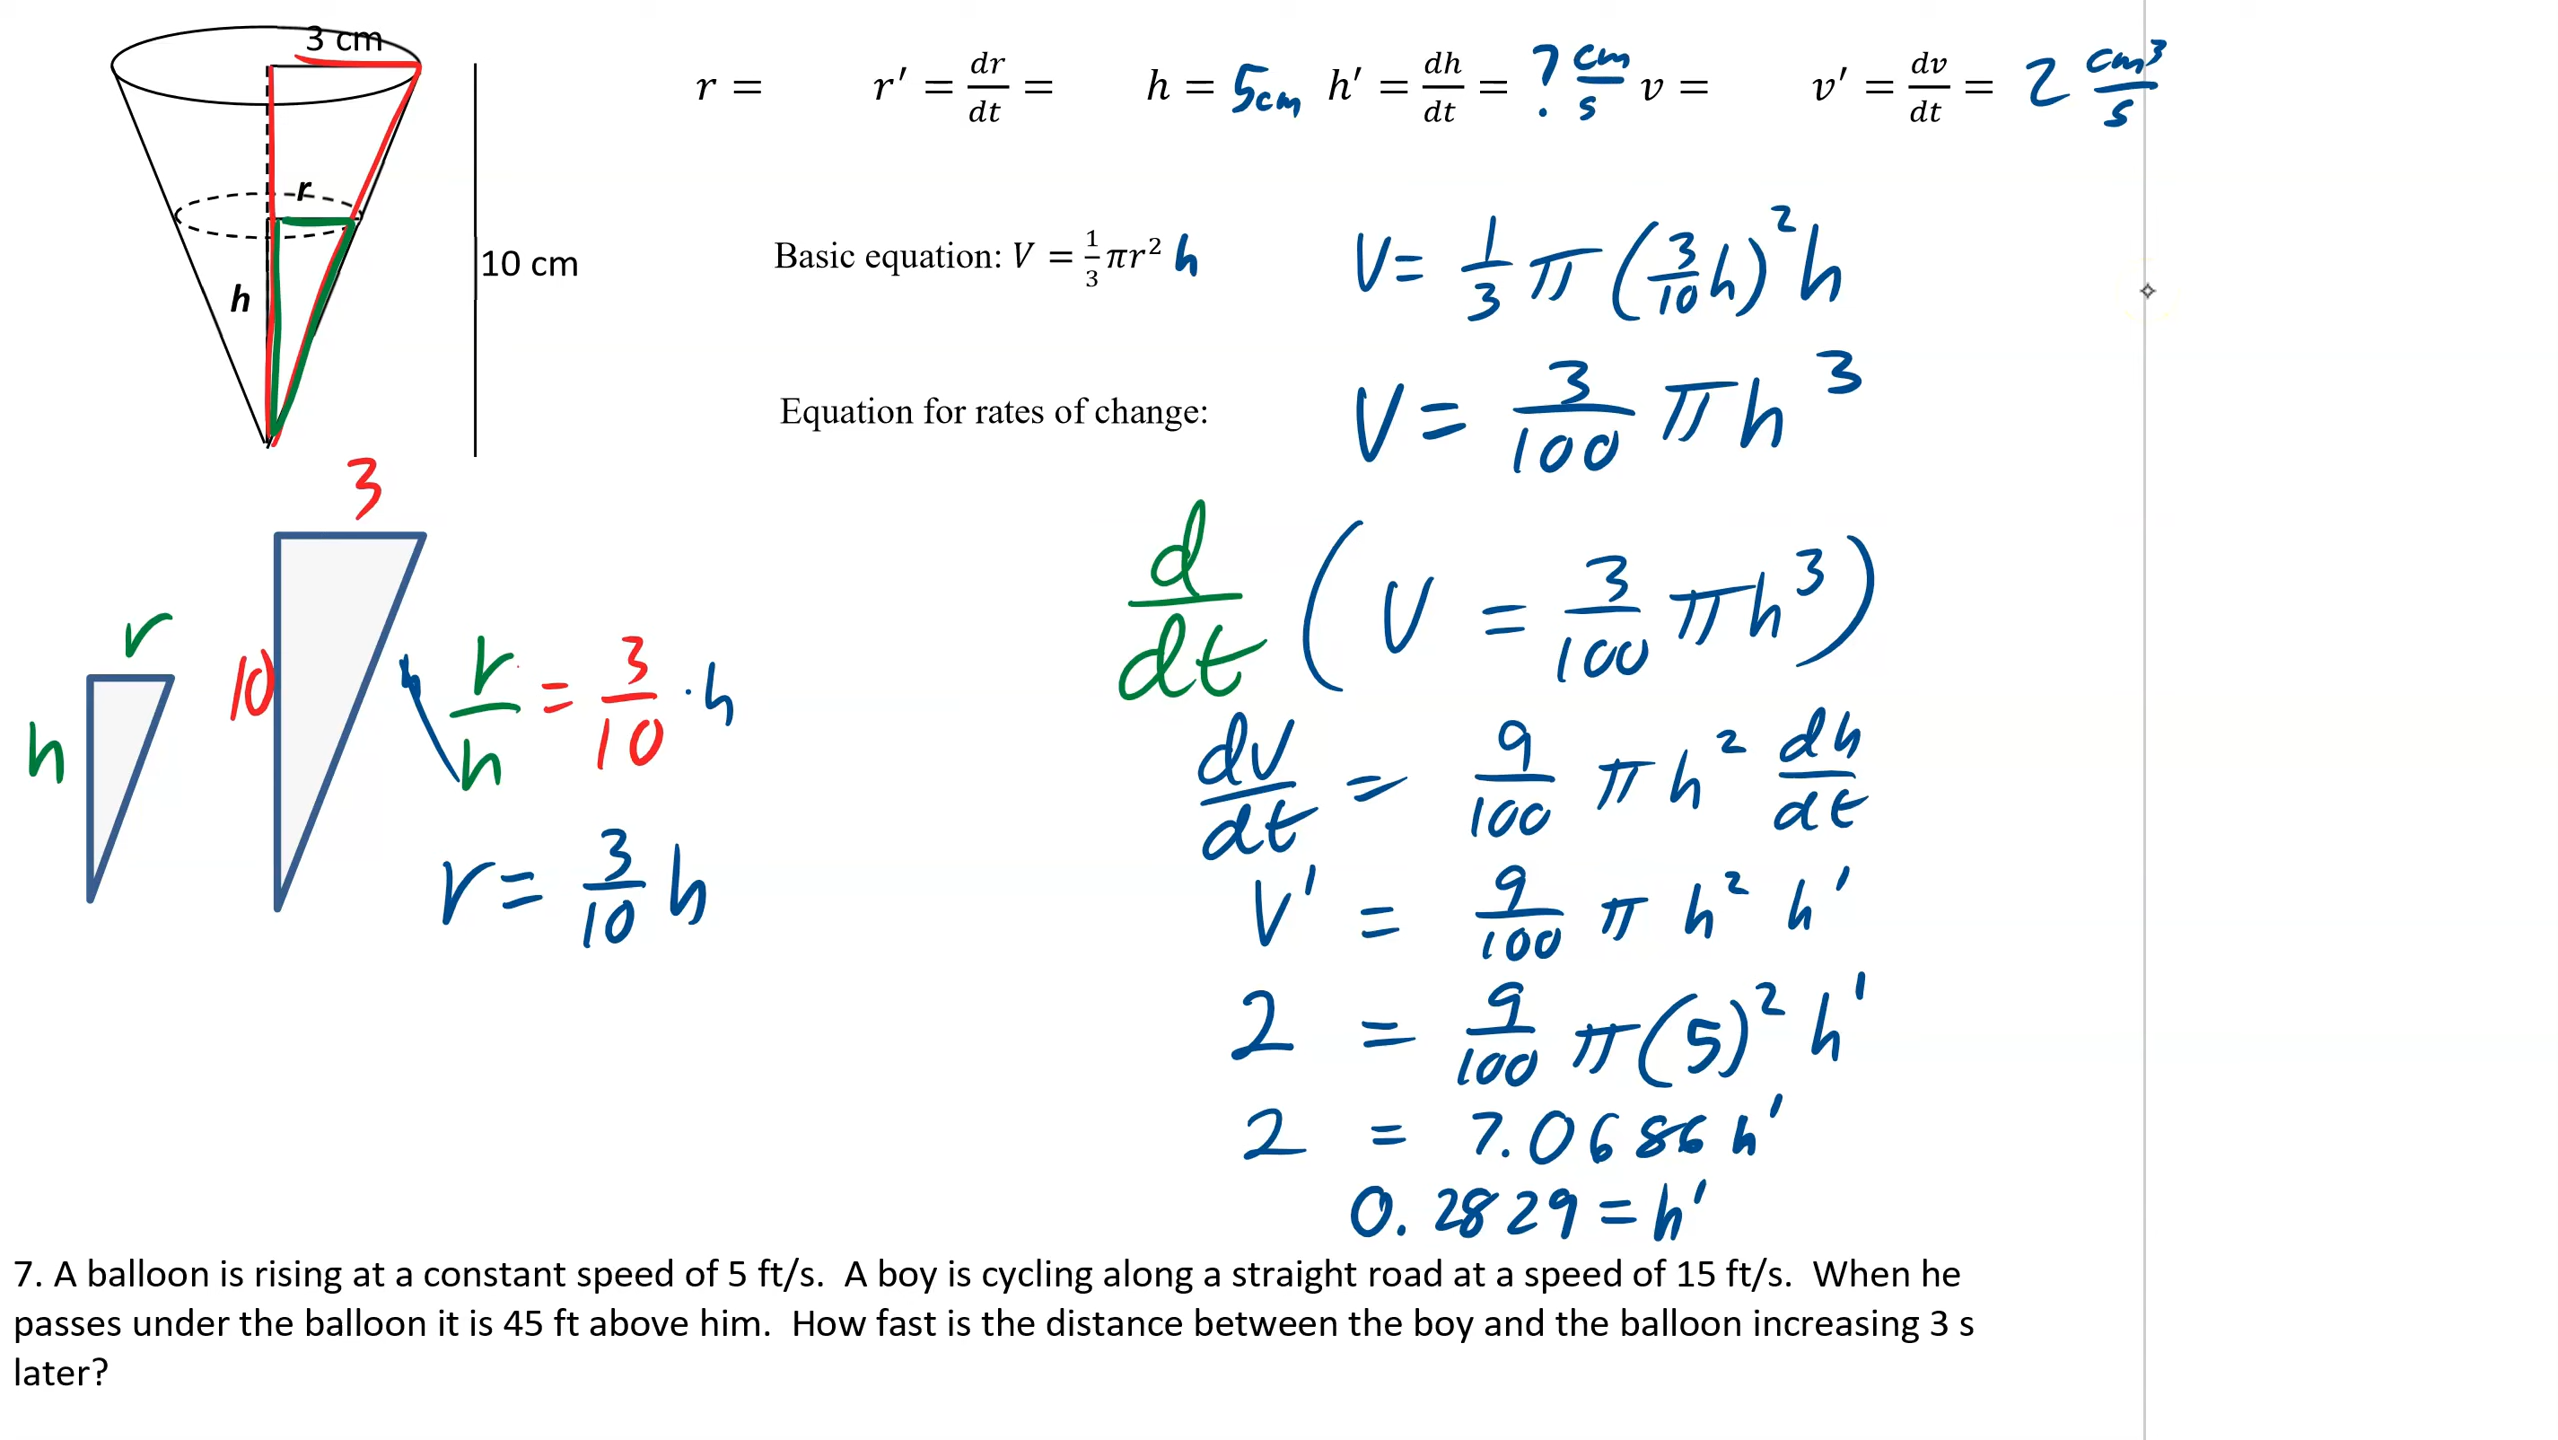 3 cm
r = r′ = dr/dt = h = 5cm h′ = dh/dt = ? cm/s v = v′ = dv/dt = 2 cm³/s
r
h
10 cm
Basic equation: V = 1/3 πr² h
V = 1/3 π (3/10 h)² h
Equation for rates of change:
V = 3/100 π h³
3
10
r
h
h r/h = 3/10 · h
r = 3/10 h
d/dt ( V = 3/100 π h³ )
dV/dt = 9/100 π h² dh/dt
V' = 9/100 π h² h'
2 = 9/100 π (5)² h'
2 = 7.0686 h'
0.2829 = h'
7. A balloon is rising at a constant speed of 5 ft/s. A boy is cycling along a straight road at a speed of 15 ft/s. When he
passes under the balloon it is 45 ft above him. How fast is the distance between the boy and the balloon increasing 3 s
later?